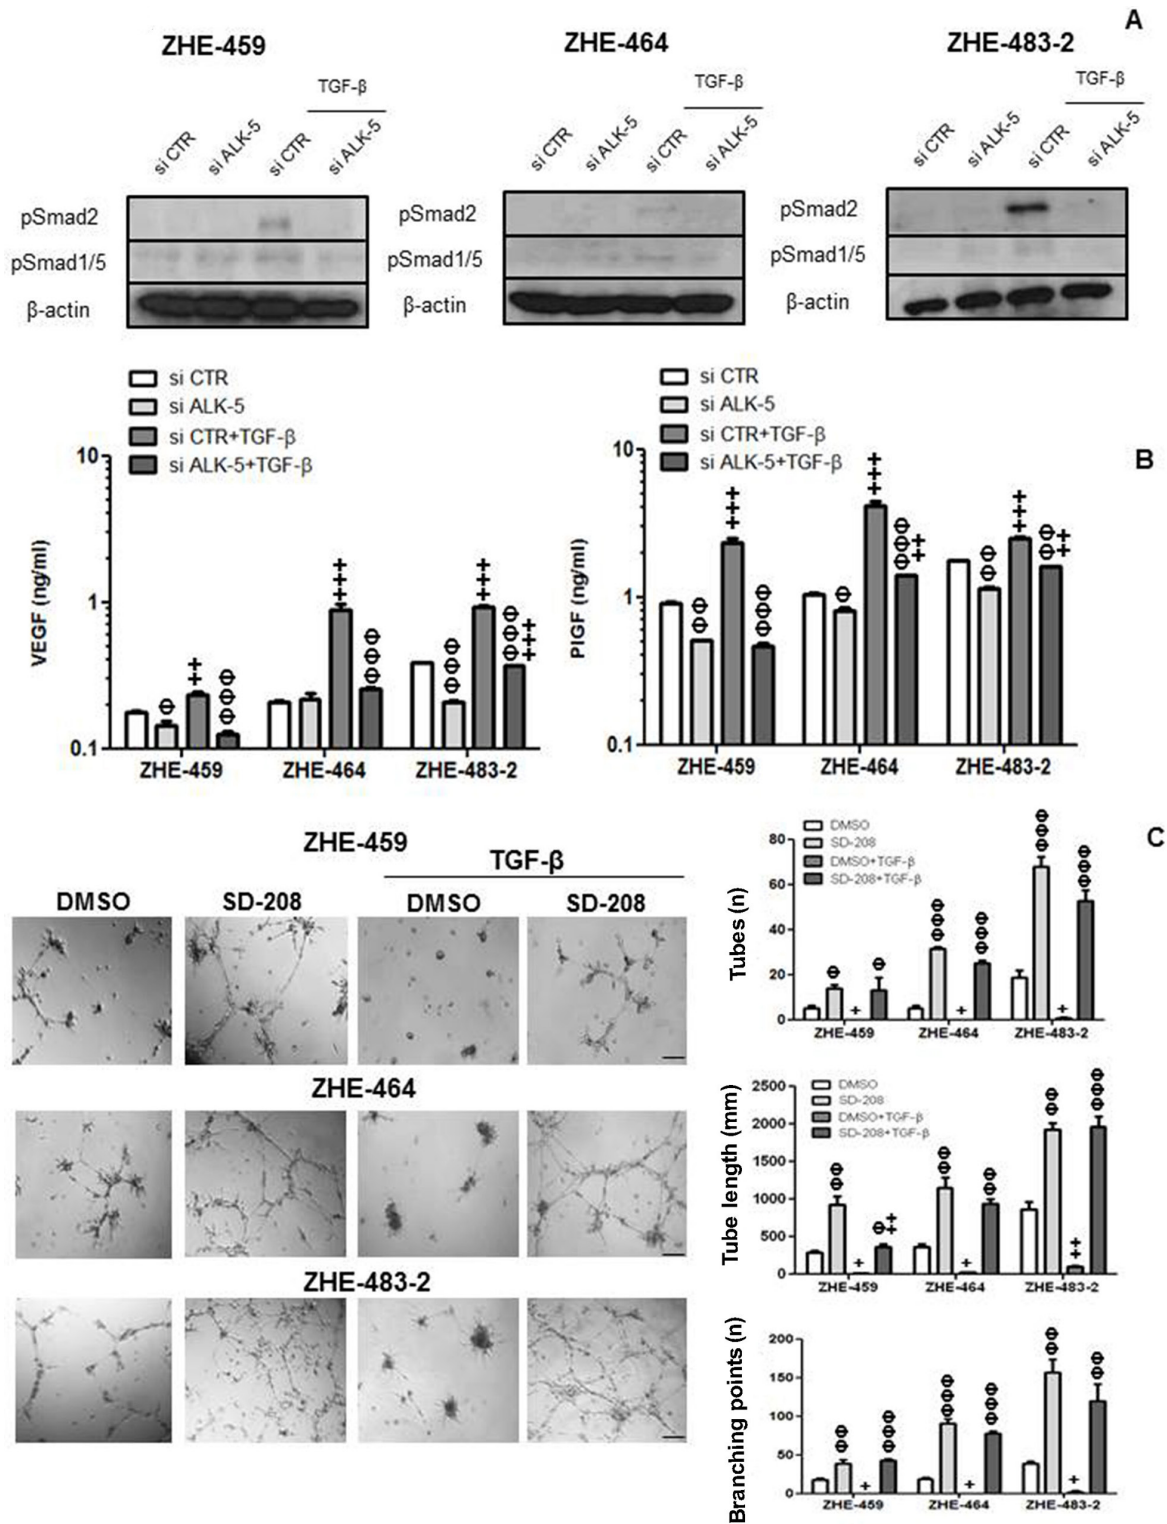 A
ZHE-459
ZHE-464
ZHE-483-2
TGF-β
TGF-β
TGF-β
si CTR
si ALK-5
si CTR
si ALK-5
si CTR
si ALK-5
si CTR
si ALK-5
si CTR
si ALK-5
si CTR
si ALK-5
pSmad2
pSmad1/5
β-actin
pSmad2
pSmad1/5
β-actin
pSmad2
pSmad1/5
β-actin
B
si CTR
si ALK-5
si CTR+TGF-β
si ALK-5+TGF-β
VEGF (ng/ml)
10
1
0.1
ΘΘΘ
+++
ZHE-459
ZHE-464
ZHE-483-2
si CTR
si ALK-5
si CTR+TGF-β
si ALK-5+TGF-β
PIGF (ng/ml)
10
1
0.1
ZHE-459
ZHE-464
ZHE-483-2
C
ZHE-459
TGF-β
DMSO
SD-208
DMSO
SD-208
ZHE-464
ZHE-483-2
DMSO
SD-208
DMSO+TGF-β
SD-208+TGF-β
Tubes (n)
80
60
40
20
0
ZHE-459
ZHE-464
ZHE-483-2
DMSO
SD-208
DMSO+TGF-β
SD-208+TGF-β
Tube length (mm)
2500
2000
1500
1000
500
0
ZHE-459
ZHE-464
ZHE-483-2
Branching points (n)
200
150
100
50
0
ZHE-459
ZHE-464
ZHE-483-2